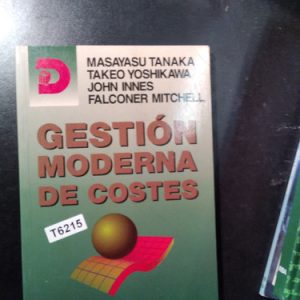 D
MASAYASU TANAKA
TAKEO YOSHIKAWA
JOHN INNES
FALCONER MITCHELL
GESTIÓN
MODERNA
DE COSTES
T6215